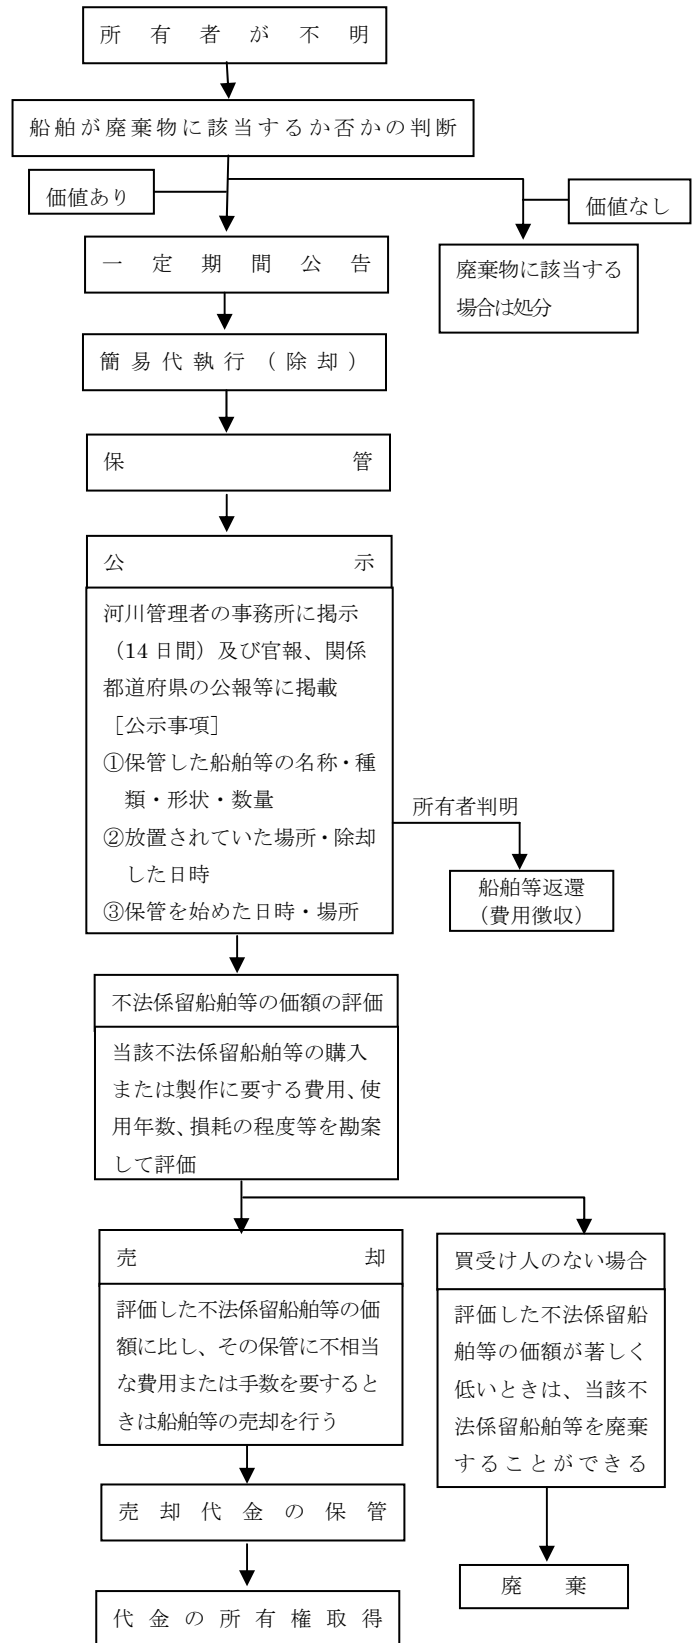 所有者が不明
船舶が廃棄物に該当するか否かの判断
価値あり
価値なし
一定期間公告
廃棄物に該当する
場合は処分
簡易代執行（除却）
保管
公示
河川管理者の事務所に掲示
（14日間）及び官報、関係
都道府県の公報等に掲載
［公示事項］
①保管した船舶等の名称・種
類・形状・数量
②放置されていた場所・除却
した日時
③保管を始めた日時・場所
所有者判明
船舶等返還
（費用徴収）
不法係留船舶等の価額の評価
当該不法係留船舶等の購入
または製作に要する費用、使
用年数、損耗の程度等を勘案
して評価
売却
評価した不法係留船舶等の価
額に比し、その保管に不相当
な費用または手数を要すると
きは船舶等の売却を行う
買受け人のない場合
評価した不法係留船
舶等の価額が著しく
低いときは、当該不
法係留船舶等を廃棄
することができる
売却代金の保管
廃棄
代金の所有権取得